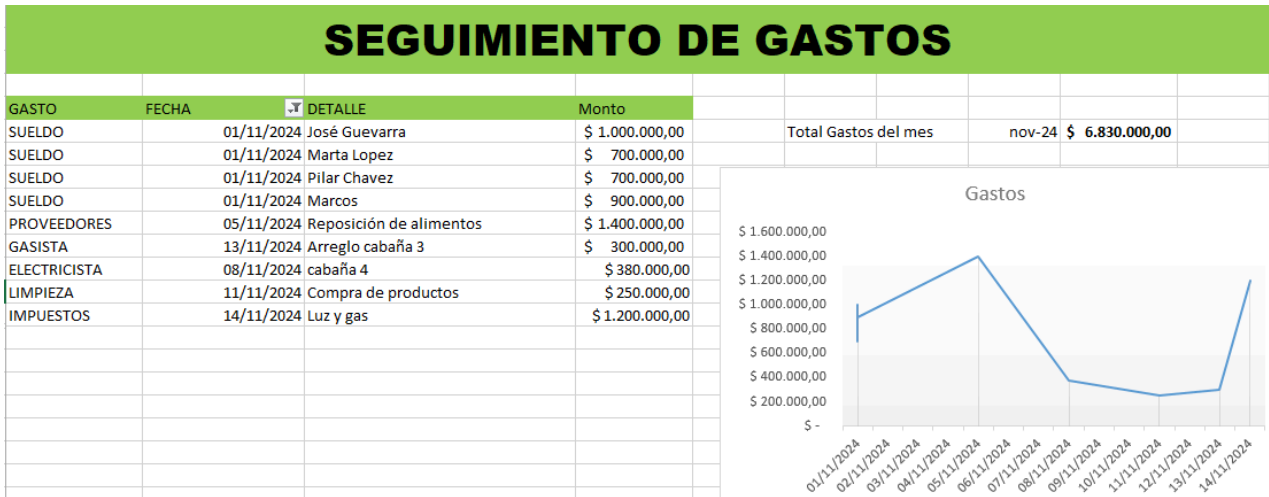 SEGUIMIENTO DE GASTOS
GASTO FECHA DETALLE Monto
SUELDO 01/11/2024 José Guevarra $ 1.000.000,00 Total Gastos del mes nov-24 $ 6.830.000,00
SUELDO 01/11/2024 Marta Lopez $ 700.000,00
SUELDO 01/11/2024 Pilar Chavez $ 700.000,00
SUELDO 01/11/2024 Marcos $ 900.000,00
PROVEEDORES 05/11/2024 Reposición de alimentos $ 1.400.000,00
GASISTA 13/11/2024 Arreglo cabaña 3 $ 300.000,00
ELECTRICISTA 08/11/2024 cabaña 4 $ 380.000,00
LIMPIEZA 11/11/2024 Compra de productos $ 250.000,00
IMPUESTOS 14/11/2024 Luz y gas $ 1.200.000,00
Gastos
$ 1.600.000,00
$ 1.400.000,00
$ 1.200.000,00
$ 1.000.000,00
$ 800.000,00
$ 600.000,00
$ 400.000,00
$ 200.000,00
$ -
01/11/2024 02/11/2024 03/11/2024 04/11/2024 05/11/2024 06/11/2024 07/11/2024 08/11/2024 09/11/2024 10/11/2024 11/11/2024 12/11/2024 13/11/2024 14/11/2024